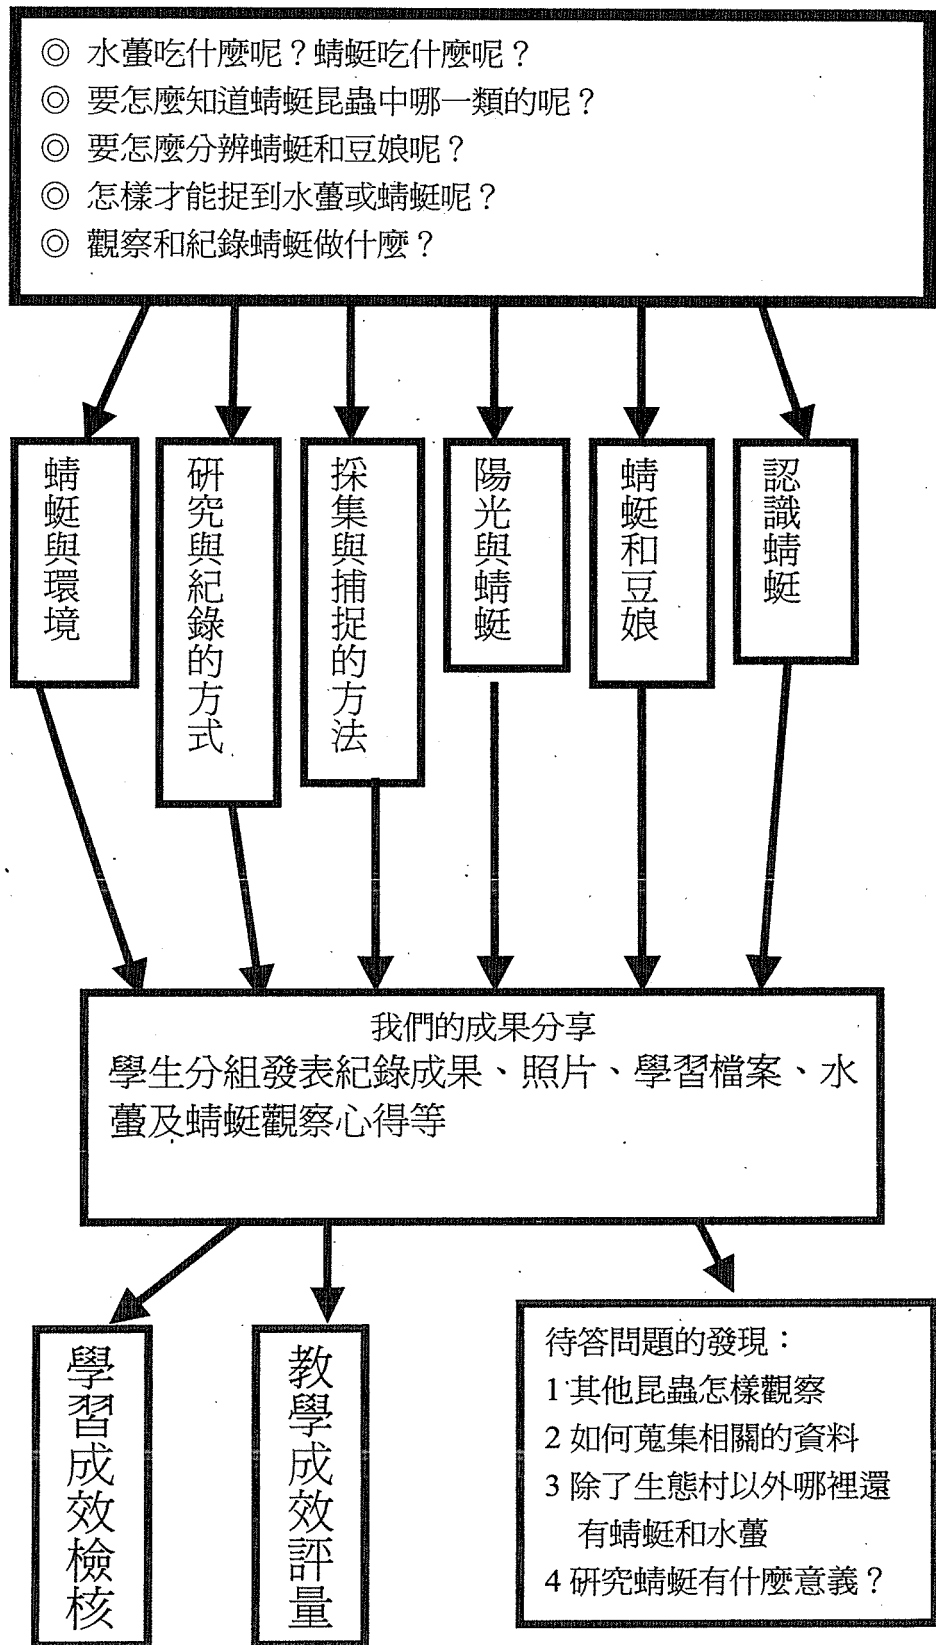 ◎ 水蠆吃什麼呢？蜻蜓吃什麼呢？
◎ 要怎麼知道蜻蜓昆蟲中哪一類的呢？
◎ 要怎麼分辨蜻蜓和豆娘呢？
◎ 怎樣才能捉到水蠆或蜻蜓呢？
◎ 觀察和紀錄蜻蜓做什麼？
蜻蜓與環境
研究與紀錄的方式
採集與捕捉的方法
陽光與蜻蜓
蜻蜓和豆娘
認識蜻蜓
我們的成果分享
學生分組發表紀錄成果、照片、學習檔案、水
蠆及蜻蜓觀察心得等
學習成效檢核
教學成效評量
待答問題的發現：
1 其他昆蟲怎樣觀察
2 如何蒐集相關的資料
3 除了生態村以外哪裡還
有蜻蜓和水蠆
4 研究蜻蜓有什麼意義？